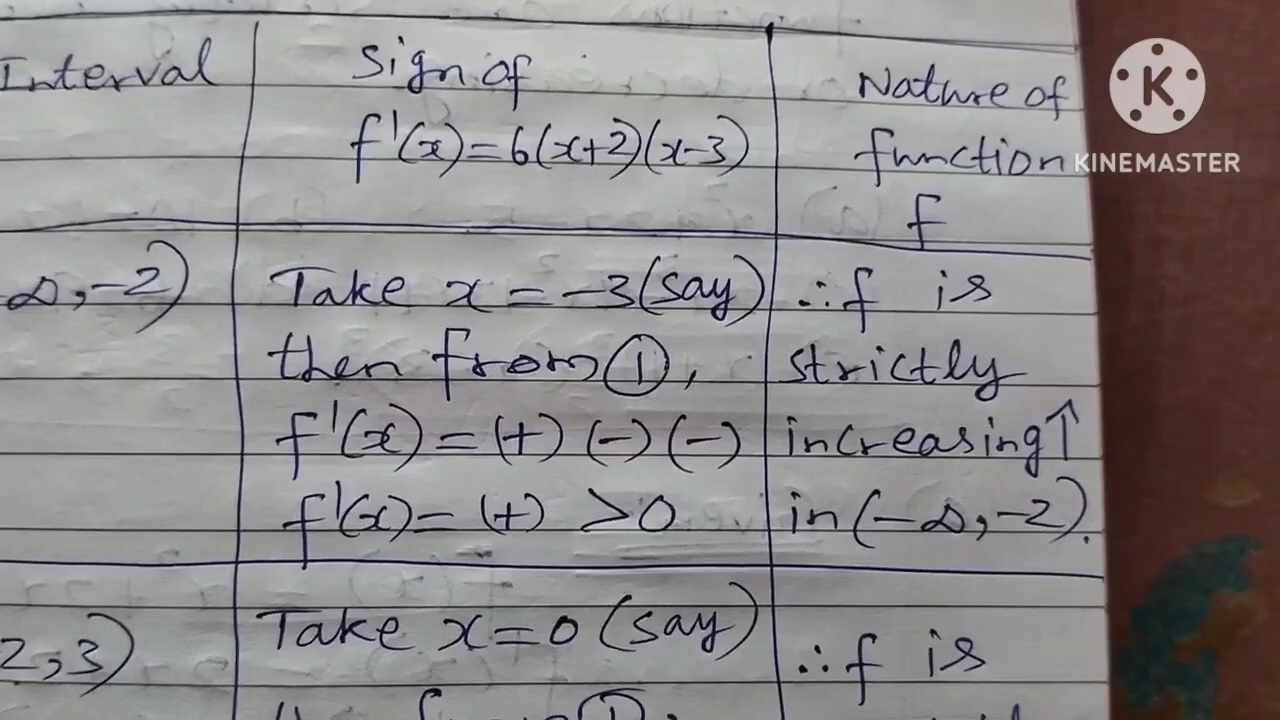 Interval
Sign of
f'(x)=6(x+2)(x-3)
Nature of
function
f
KINEMASTER
∞,-2)
Take x = -3 (say)
then from ①,
f'(x) = (+) (-) (-)
f'(x) = (+) >0
∴f is
strictly
increasing↑
in (-∞,-2).
2,3)
Take x=0 (say)
∴f is